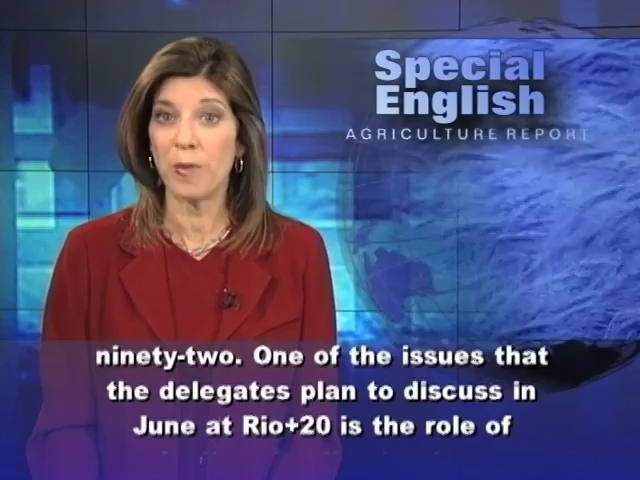 Special
English
AGRICULTURE REPORT
ninety-two. One of the issues that
the delegates plan to discuss in
June at Rio+20 is the role of